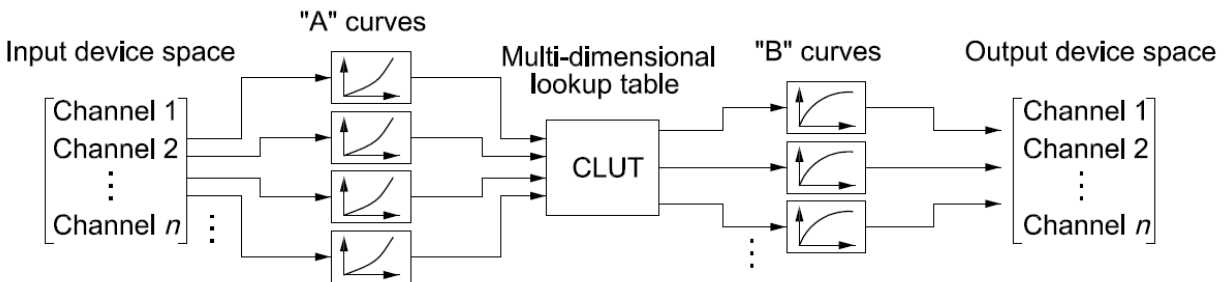 "A" curves
Input device space
Multi-dimensional
lookup table
"B" curves
Output device space
Channel 1
Channel 2
⋮
Channel n
⋮
CLUT
⋮
Channel 1
Channel 2
⋮
Channel n